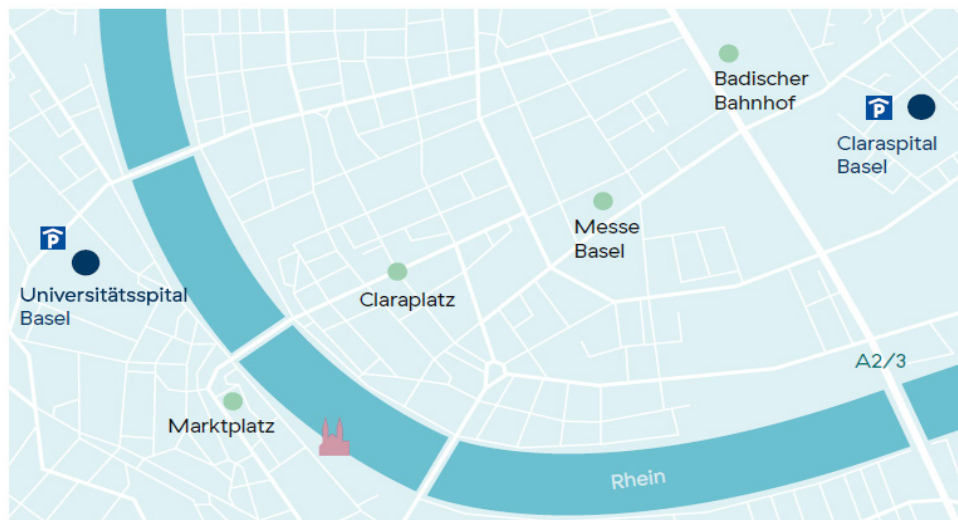 Badischer
Bahnhof
P
Claraspital
Basel
Messe
Basel
P
Universitätsspital
Basel
Claraplatz
A2/3
Marktplatz
Rhein